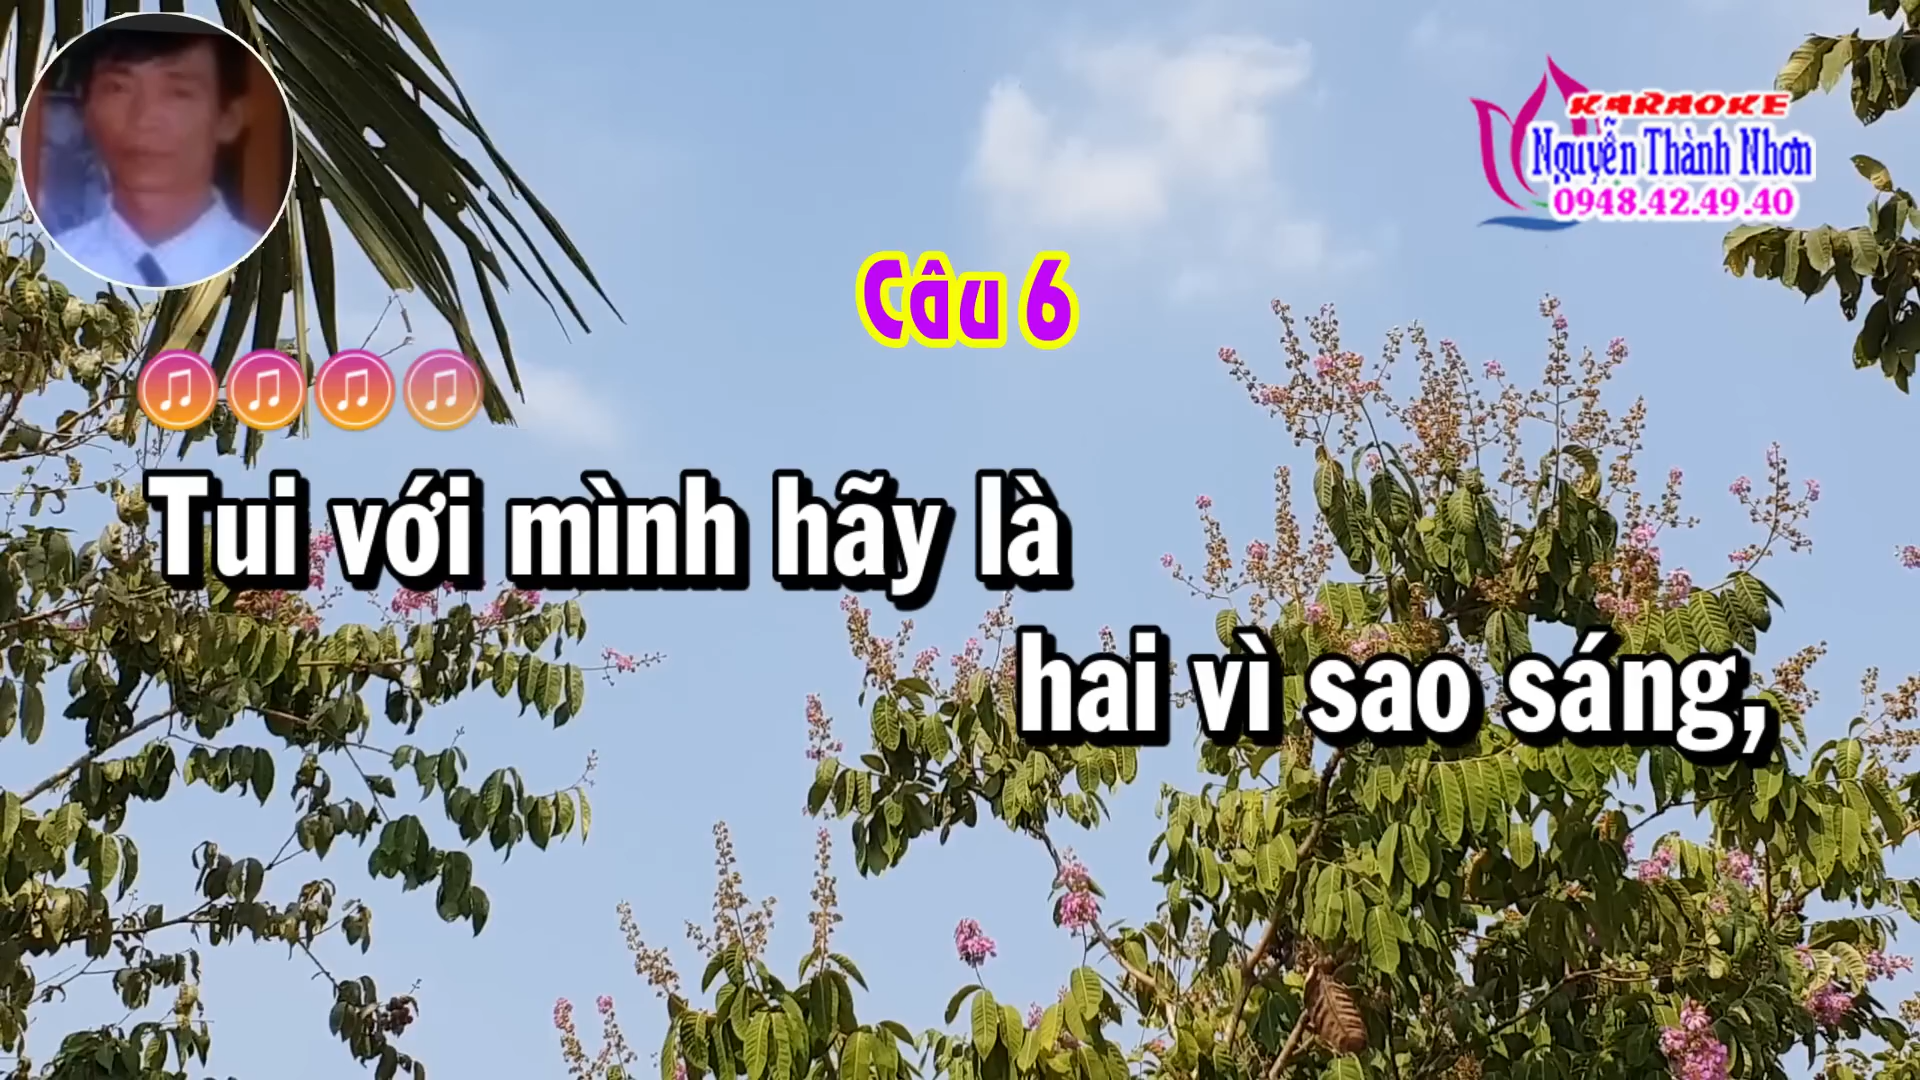 KARAOKE
Nguyễn Thành Nhơn
0948.42.49.40
Câu 6
Tui với mình hãy là
hai vì sao sáng,